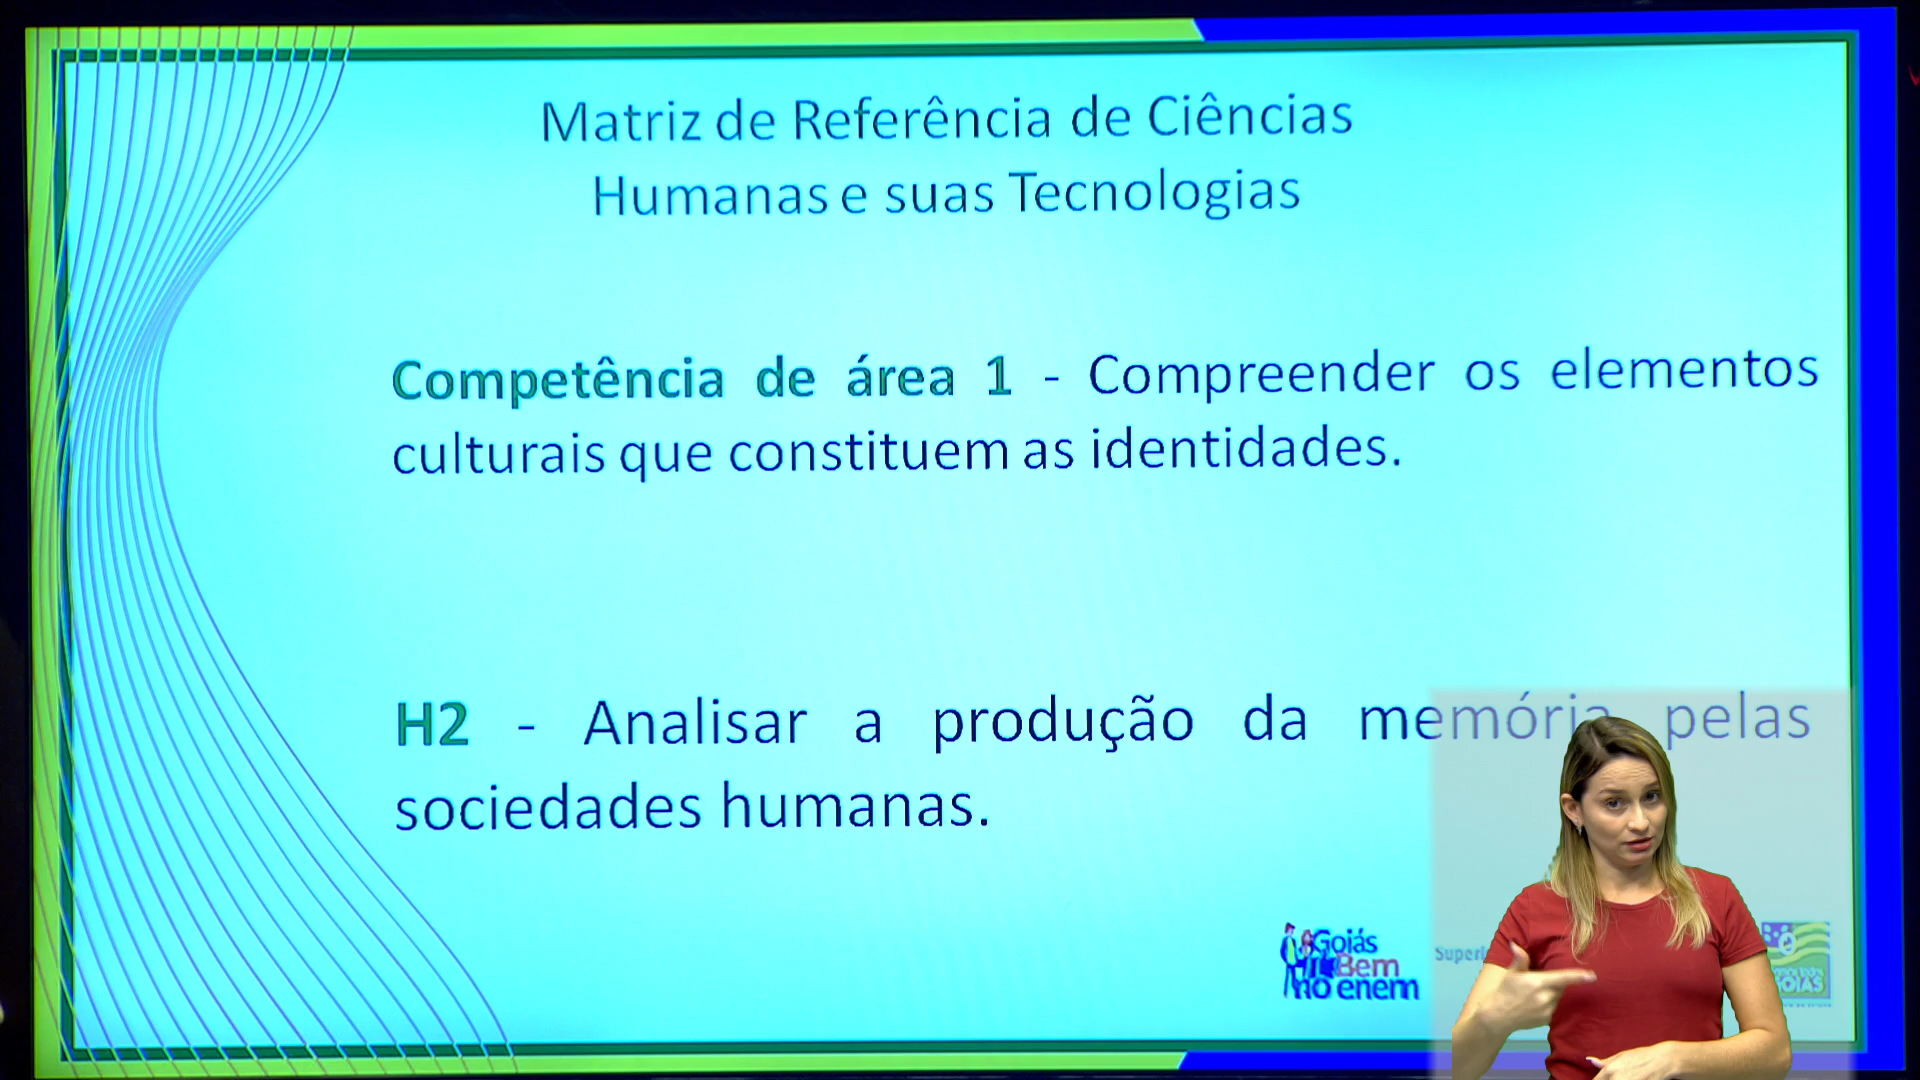 Matriz de Referência de Ciências
Humanas e suas Tecnologias
Competência de área 1 - Compreender os elementos
culturais que constituem as identidades.
H2 - Analisar a produção da memória pelas
sociedades humanas.
Goiás
Bem
no enem
GOIÁS